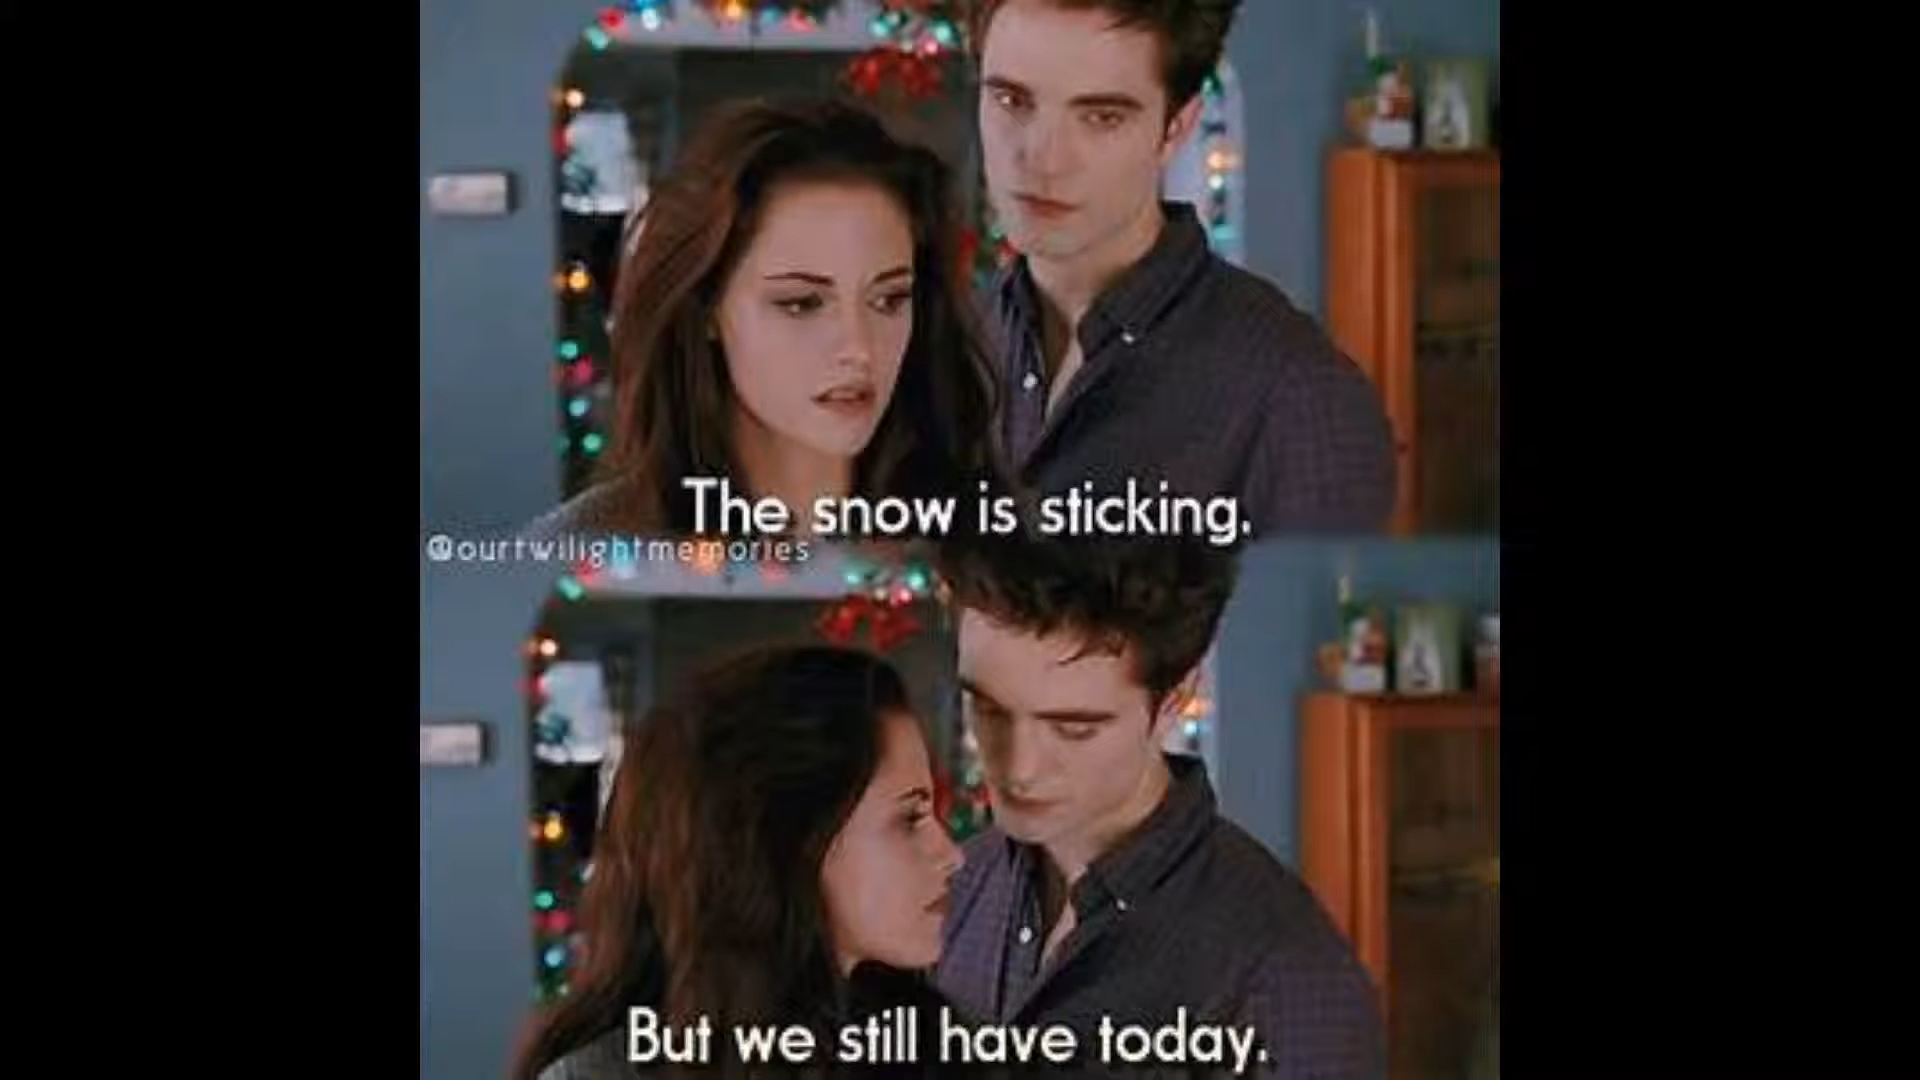 The snow is sticking.
@ourtwilightmemories
But we still have today.